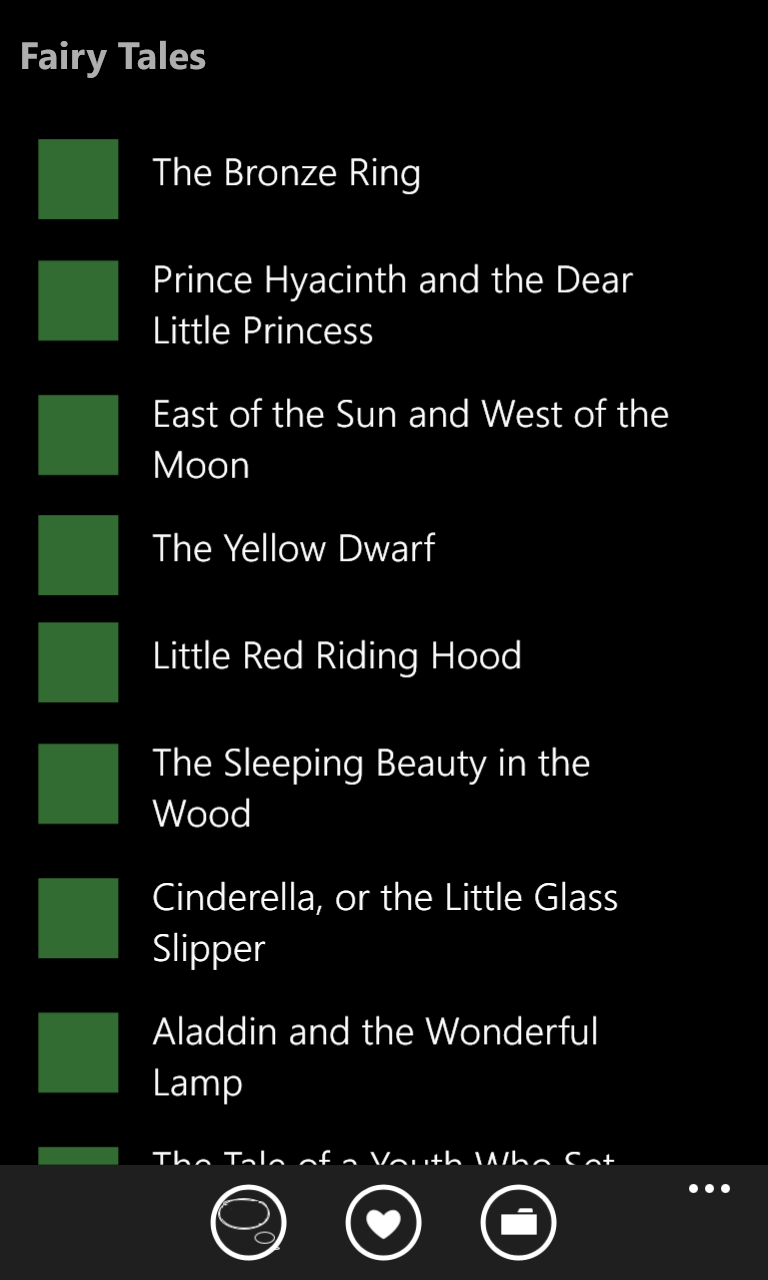 Fairy Tales
The Bronze Ring
Prince Hyacinth and the Dear
Little Princess
East of the Sun and West of the
Moon
The Yellow Dwarf
Little Red Riding Hood
The Sleeping Beauty in the
Wood
Cinderella, or the Little Glass
Slipper
Aladdin and the Wonderful
Lamp
The Tale of a Youth Who Set